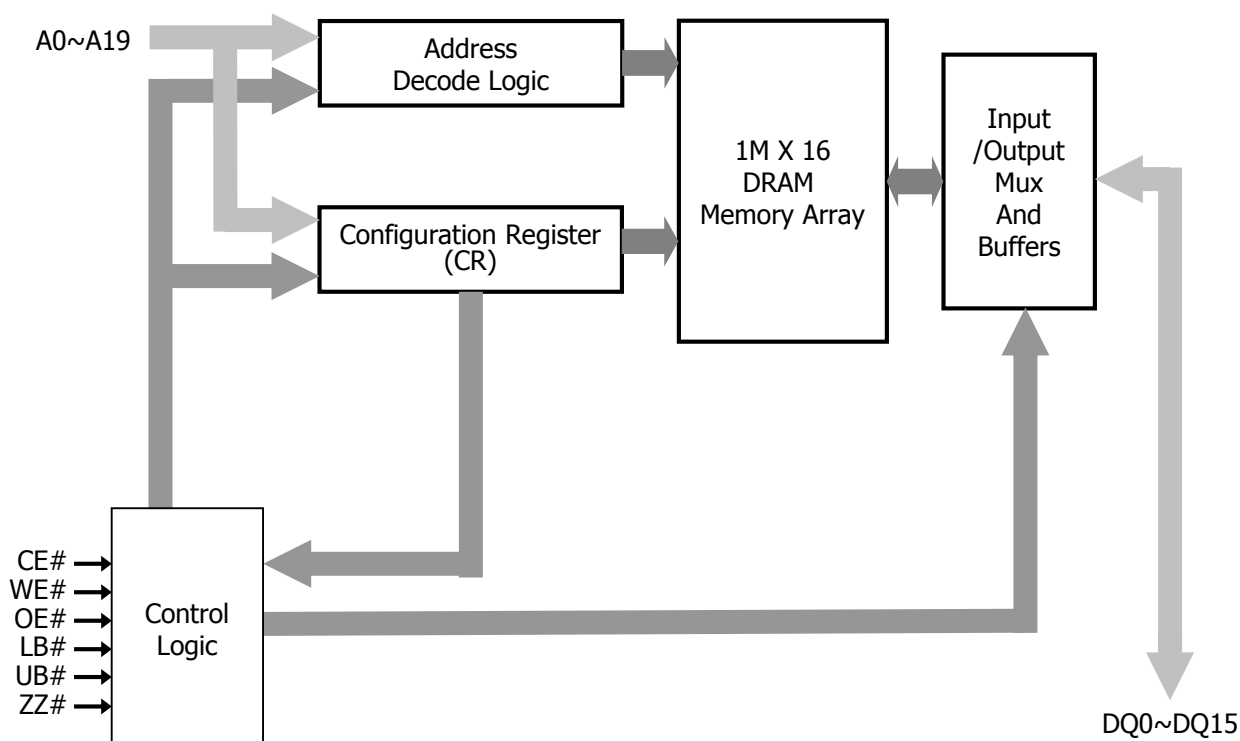 A0~A19
Address
Decode Logic
Configuration Register
(CR)
1M X 16
DRAM
Memory Array
Input
/Output
Mux
And
Buffers
CE#
WE#
OE#
LB#
UB#
ZZ#
Control
Logic
DQ0~DQ15